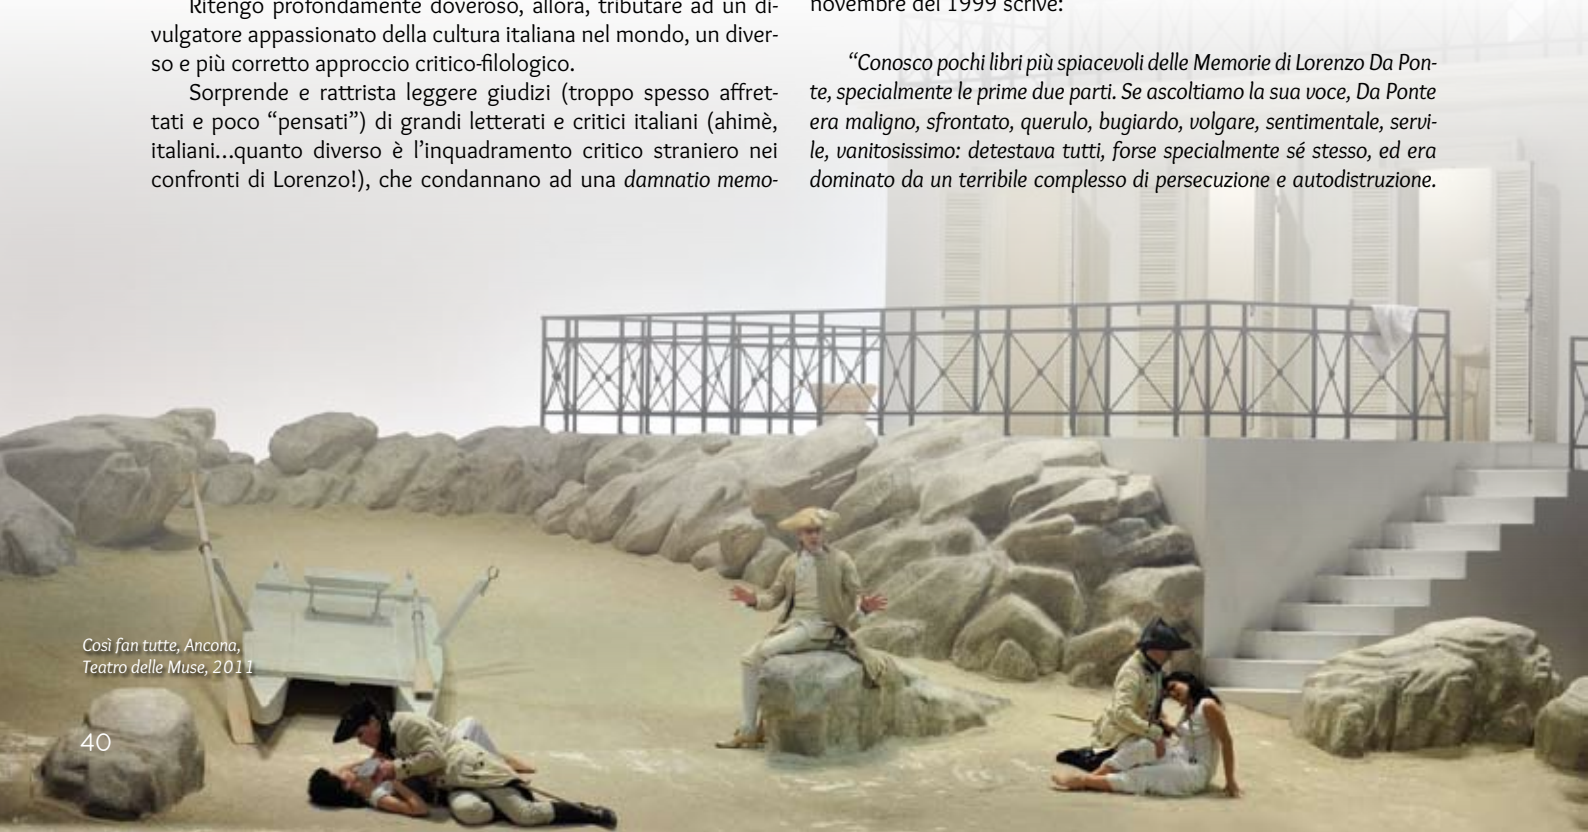 Ritengo profondamente doveroso, allora, tributare ad un di-
vulgatore appassionato della cultura italiana nel mondo, un diver-
so e più corretto approccio critico-filologico.
Sorprende e rattrista leggere giudizi (troppo spesso affret-
tati e poco “pensati”) di grandi letterati e critici italiani (ahimè,
italiani…quanto diverso è l’inquadramento critico straniero nei
confronti di Lorenzo!), che condannano ad una damnatio memo-
novembre del 1999 scrive:
“Conosco pochi libri più spiacevoli delle Memorie di Lorenzo Da Pon-
te, specialmente le prime due parti. Se ascoltiamo la sua voce, Da Ponte
era maligno, sfrontato, querulo, bugiardo, volgare, sentimentale, servi-
le, vanitosissimo: detestava tutti, forse specialmente sé stesso, ed era
dominato da un terribile complesso di persecuzione e autodistruzione.
Così fan tutte, Ancona,
Teatro delle Muse, 2011
40